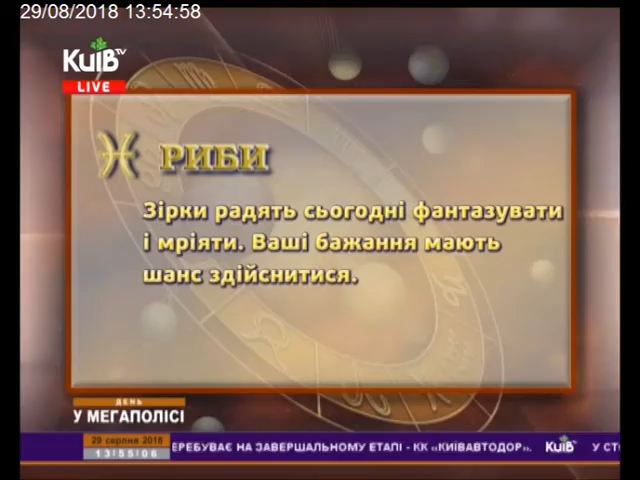 29/08/2018 13:54:58
КиїВ TV
LIVE
РИБИ
Зірки радять сьогодні фантазувати
і мріяти. Ваші бажання мають
шанс здійснитися.
ДЕНЬ
У МЕГАПОЛІСІ
29 серпня 2018
13:55:06
ЕРЕБУВАЄ НА ЗАВЕРШАЛЬНОМУ ЕТАПІ - КК «КИЇВАВТОДОР». КиїВ У СТО